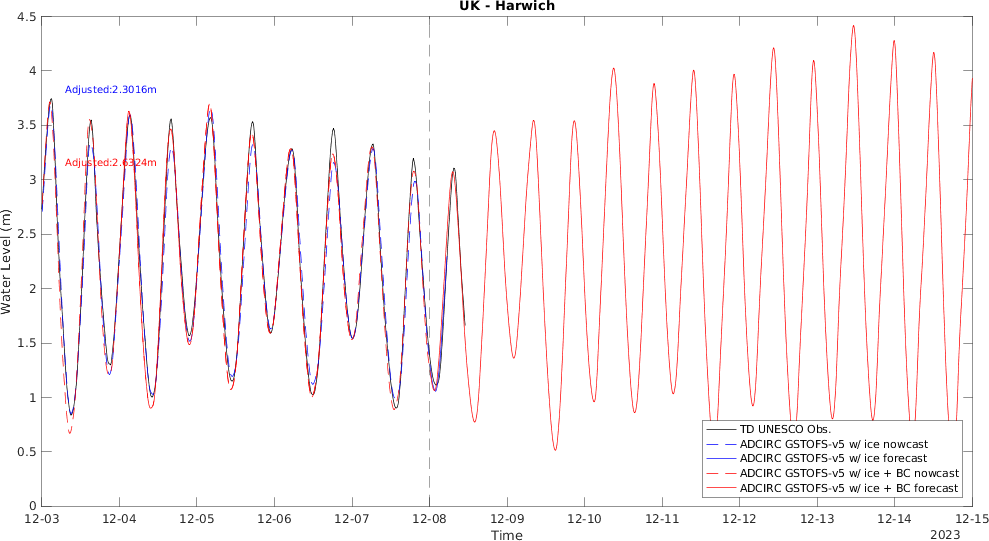 UK - Harwich
4.5
4
3.5
3
2.5
2
1.5
1
0.5
0
Water Level (m)
Adjusted:2.3016m
Adjusted:2.6324m
TD UNESCO Obs.
ADCIRC GSTOFS-v5 w/ ice nowcast
ADCIRC GSTOFS-v5 w/ ice forecast
ADCIRC GSTOFS-v5 w/ ice + BC nowcast
ADCIRC GSTOFS-v5 w/ ice + BC forecast
12-03 12-04 12-05 12-06 12-07 12-08 12-09 12-10 12-11 12-12 12-13 12-14 12-15
Time
2023